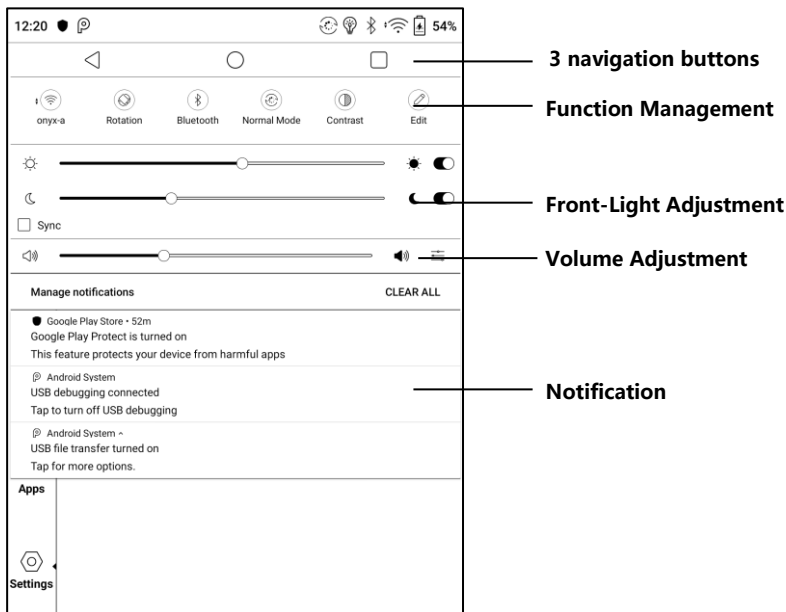 12:20 54%
3 navigation buttons
onyx-a Rotation Bluetooth Normal Mode Contrast Edit
Function Management
Front-Light Adjustment
Sync
Volume Adjustment
Manage notifications CLEAR ALL
Google Play Store • 52m
Google Play Protect is turned on
This feature protects your device from harmful apps
Android System
USB debugging connected
Tap to turn off USB debugging
Notification
Android System
USB file transfer turned on
Tap for more options.
Apps
Settings